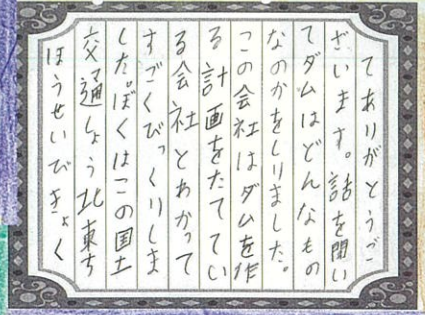 てありがとうご
ざいます。話を聞い
てダムはどんなもの
なのかをしりました。
この会社はダムを作
る計画をたててい
る会社とわかって
すごくびっくりしま
した。ぼくはこの国土
交通しょう北東ち
ほうせいびきょく